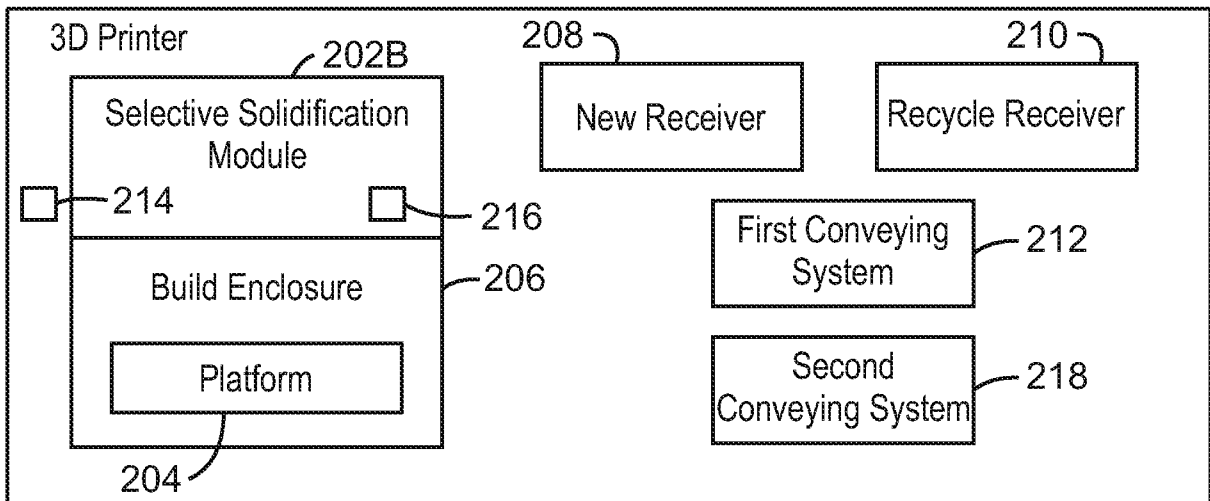 3D Printer
202B
Selective Solidification
Module
214
216
Build Enclosure
206
Platform
204
208
New Receiver
210
Recycle Receiver
First Conveying
System
212
Second
Conveying System
218